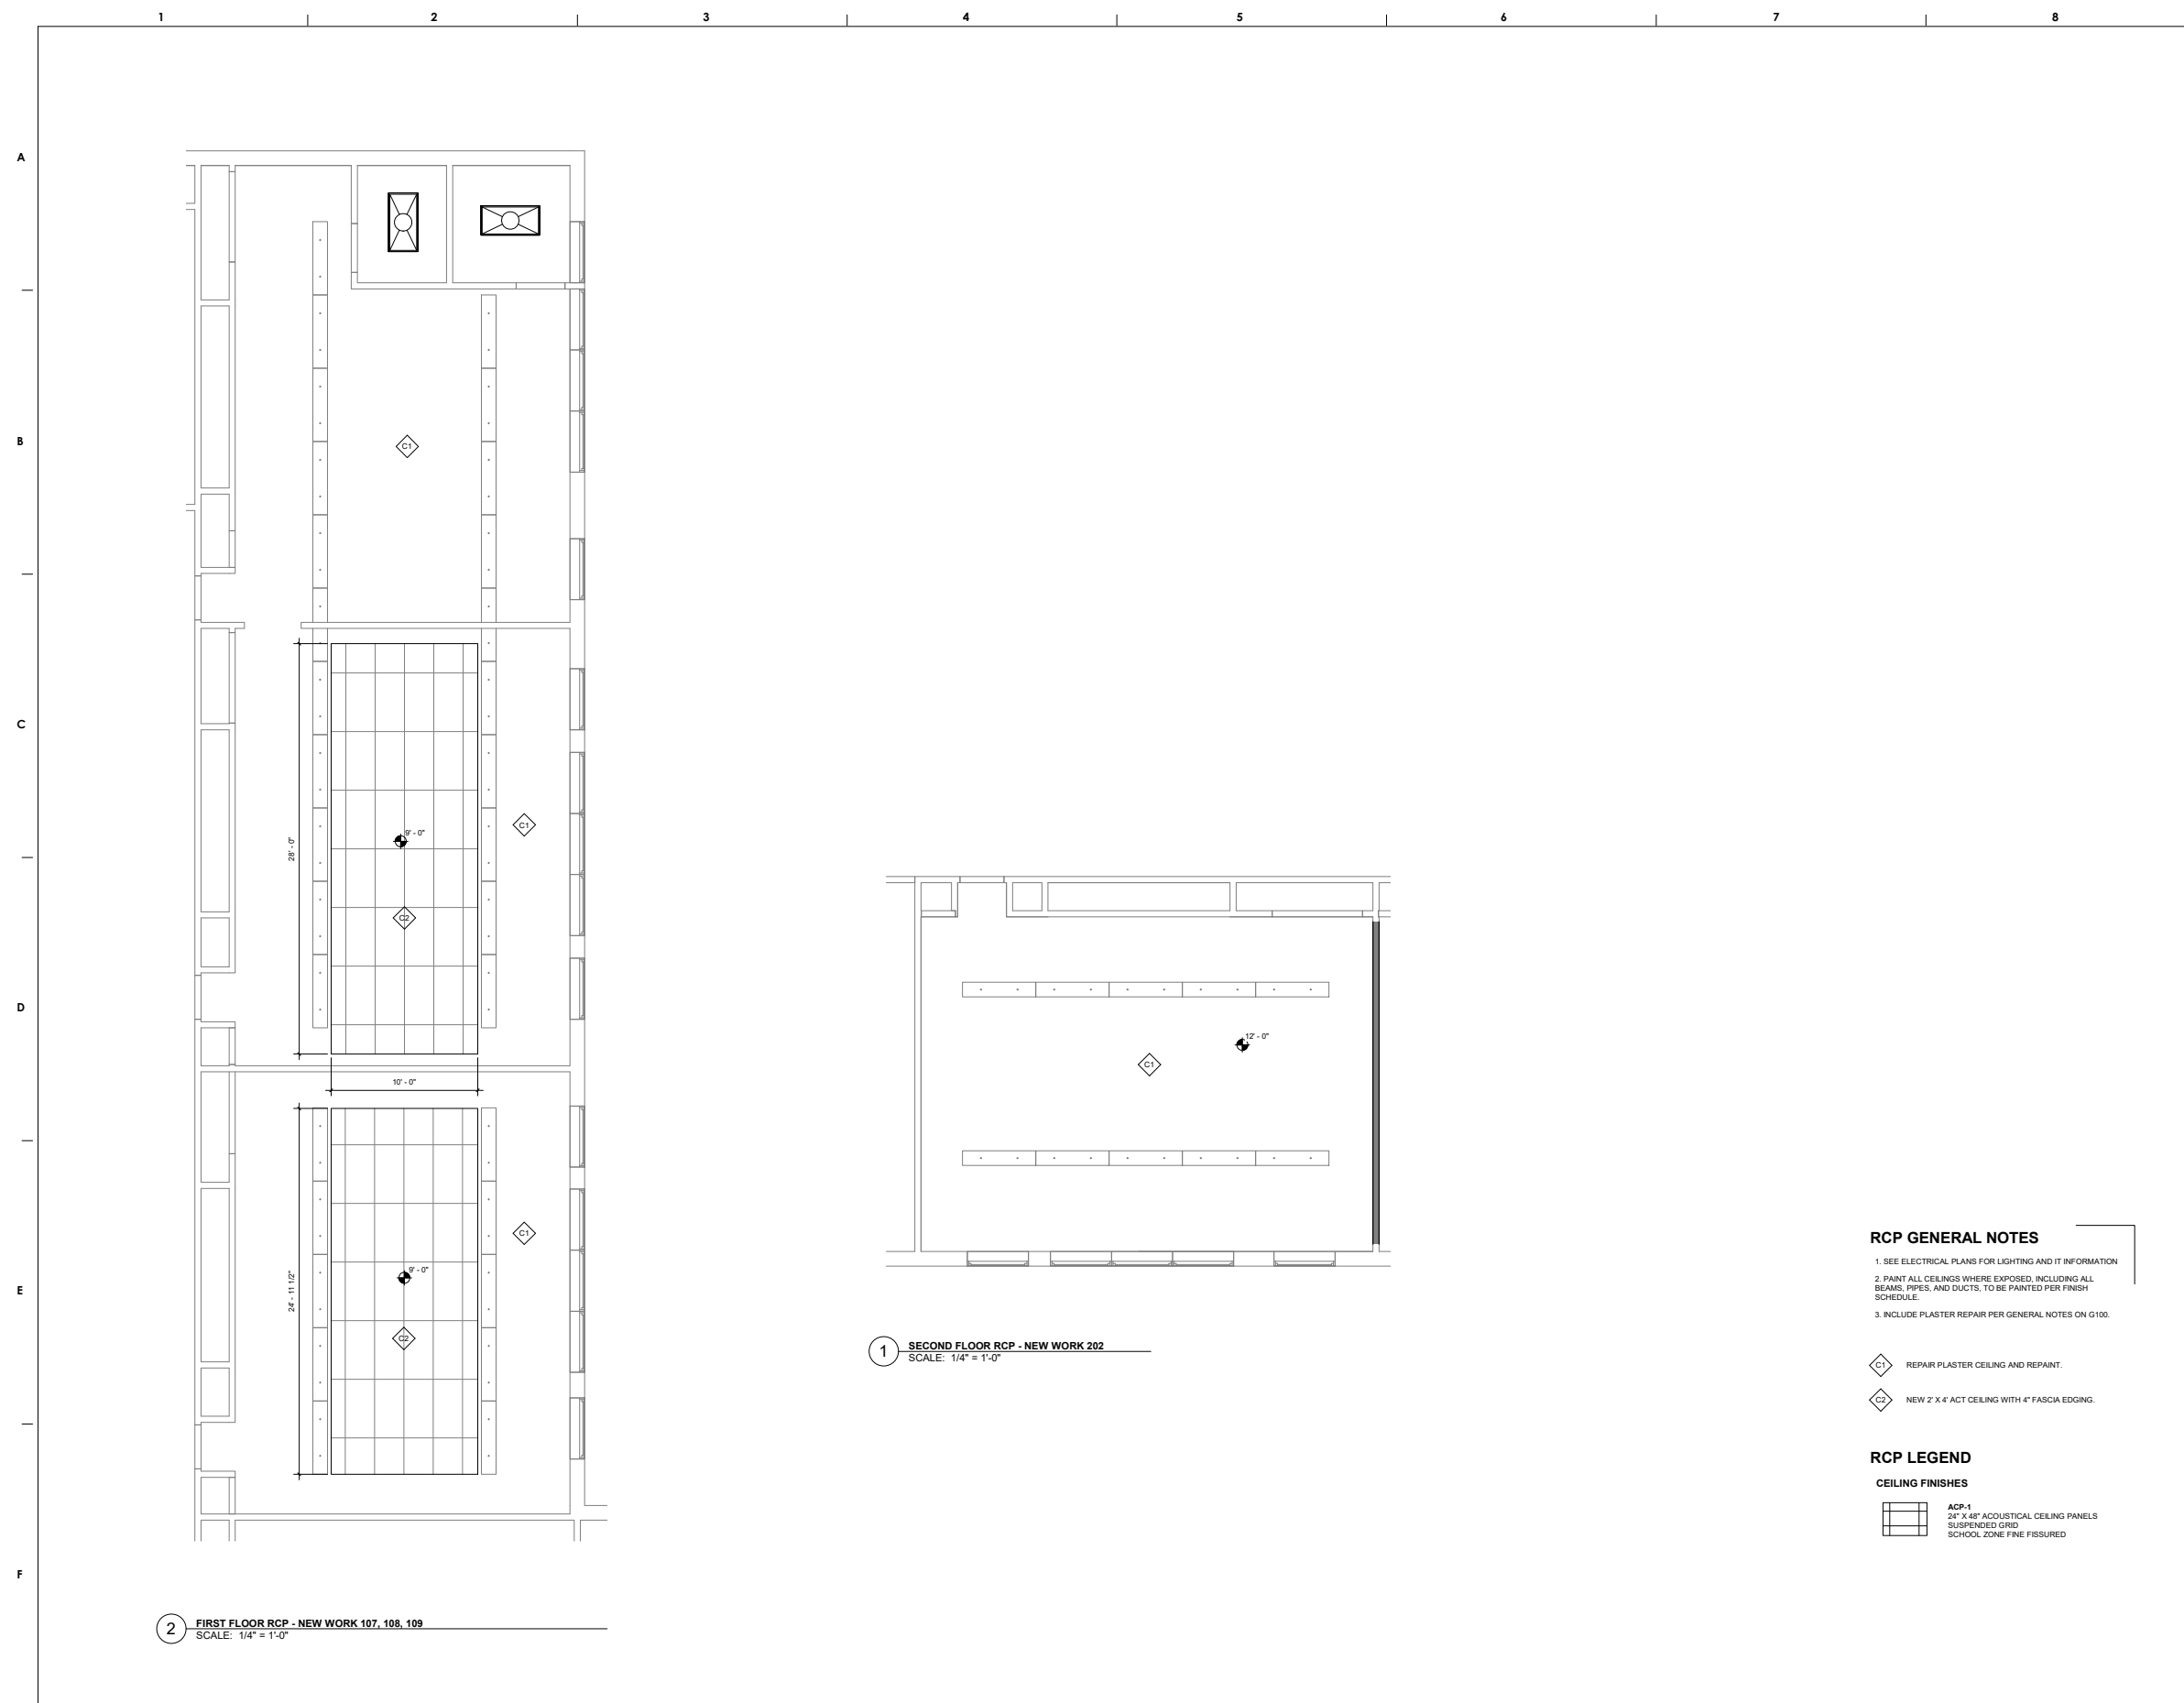 1 2 3 4 5 6 7 8
A
B
C
D
E
F
C1
28' - 0"
9' - 0"
C1
C2
10' - 0"
24' - 11 1/2"
C1
9' - 0"
C2
2
FIRST FLOOR RCP - NEW WORK 107, 108, 109
SCALE: 1/4" = 1'-0"
12' - 0"
C1
1
SECOND FLOOR RCP - NEW WORK 202
SCALE: 1/4" = 1'-0"
RCP GENERAL NOTES
1. SEE ELECTRICAL PLANS FOR LIGHTING AND IT INFORMATION
2. PAINT ALL CEILINGS WHERE EXPOSED, INCLUDING ALL
BEAMS, PIPES, AND DUCTS, TO BE PAINTED PER FINISH
SCHEDULE.
3. INCLUDE PLASTER REPAIR PER GENERAL NOTES ON G100.
C1 REPAIR PLASTER CEILING AND REPAINT.
C2 NEW 2' X 4' ACT CEILING WITH 4" FASCIA EDGING.
RCP LEGEND
CEILING FINISHES
ACP-1
24" X 48" ACOUSTICAL CEILING PANELS
SUSPENDED GRID
SCHOOL ZONE FINE FISSURED